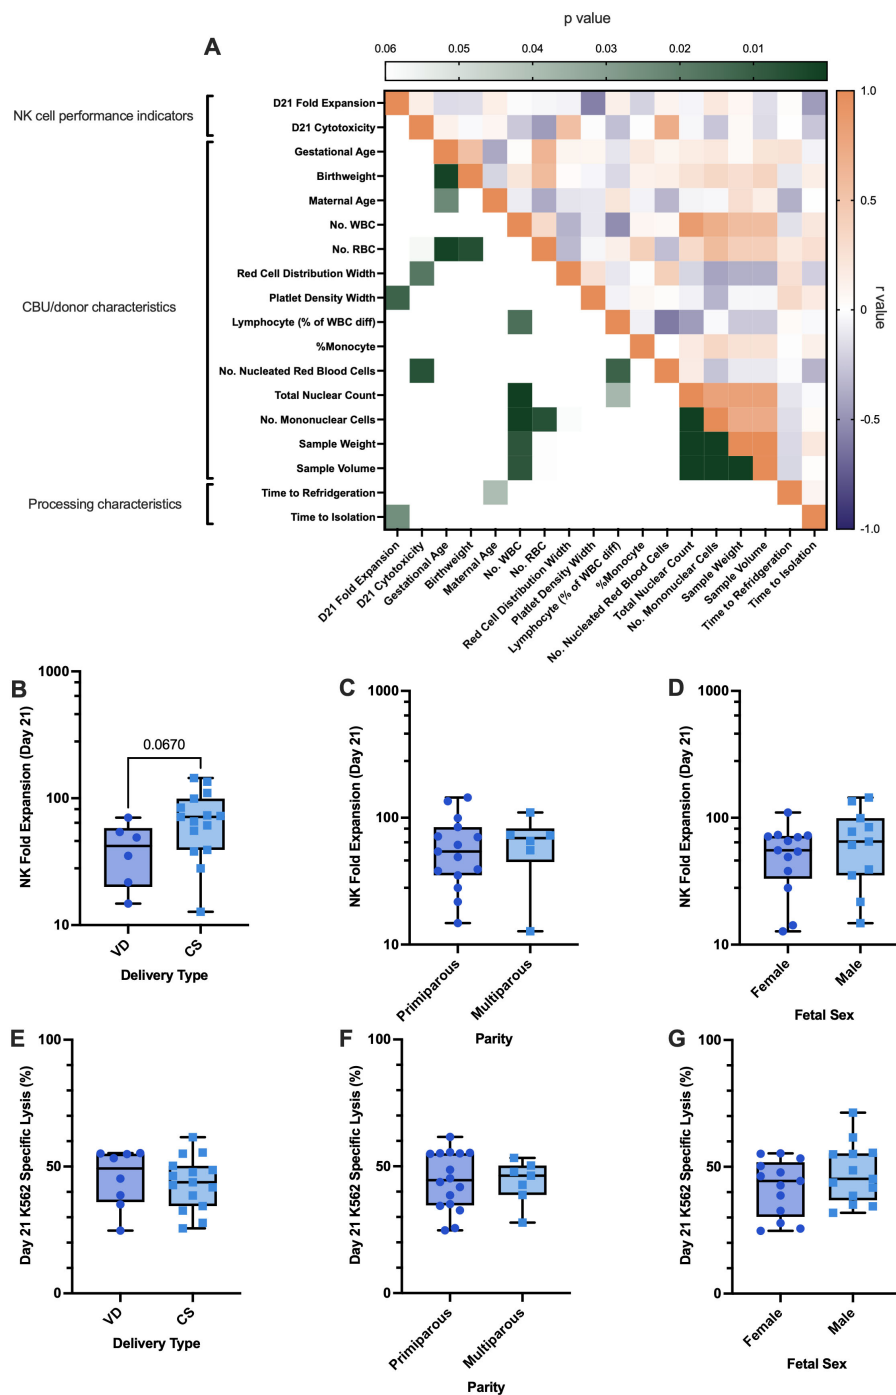 p value
A
0.06 0.05 0.04 0.03 0.02 0.01
NK cell performance indicators
CBU/donor characteristics
Processing characteristics
D21 Fold Expansion
D21 Cytotoxicity
Gestational Age
Birthweight
Maternal Age
No. WBC
No. RBC
Red Cell Distribution Width
Platlet Density Width
Lymphocyte (% of WBC diff)
%Monocyte
No. Nucleated Red Blood Cells
Total Nuclear Count
No. Mononuclear Cells
Sample Weight
Sample Volume
Time to Refridgeration
Time to Isolation
1.0
0.5
0
-0.5
-1.0
r value
D21 Fold Expansion
D21 Cytotoxicity
Gestational Age
Birthweight
Maternal Age
No. WBC
No. RBC
Red Cell Distribution Width
Platlet Density Width
Lymphocyte (% of WBC diff)
%Monocyte
No. Nucleated Red Blood Cells
Total Nuclear Count
No. Mononuclear Cells
Sample Weight
Sample Volume
Time to Refridgeration
Time to Isolation
B
NK Fold Expansion (Day 21)
1000
100
10
0.0670
VD
CS
Delivery Type
C
NK Fold Expansion (Day 21)
1000
100
10
Primiparous
Multiparous
Parity
D
NK Fold Expansion (Day 21)
1000
100
10
Female
Male
Fetal Sex
E
Day 21 K562 Specific Lysis (%)
100
50
0
VD
CS
Delivery Type
F
Day 21 K562 Specific Lysis (%)
100
50
0
Primiparous
Multiparous
Parity
G
Day 21 K562 Specific Lysis (%)
100
50
0
Female
Male
Fetal Sex